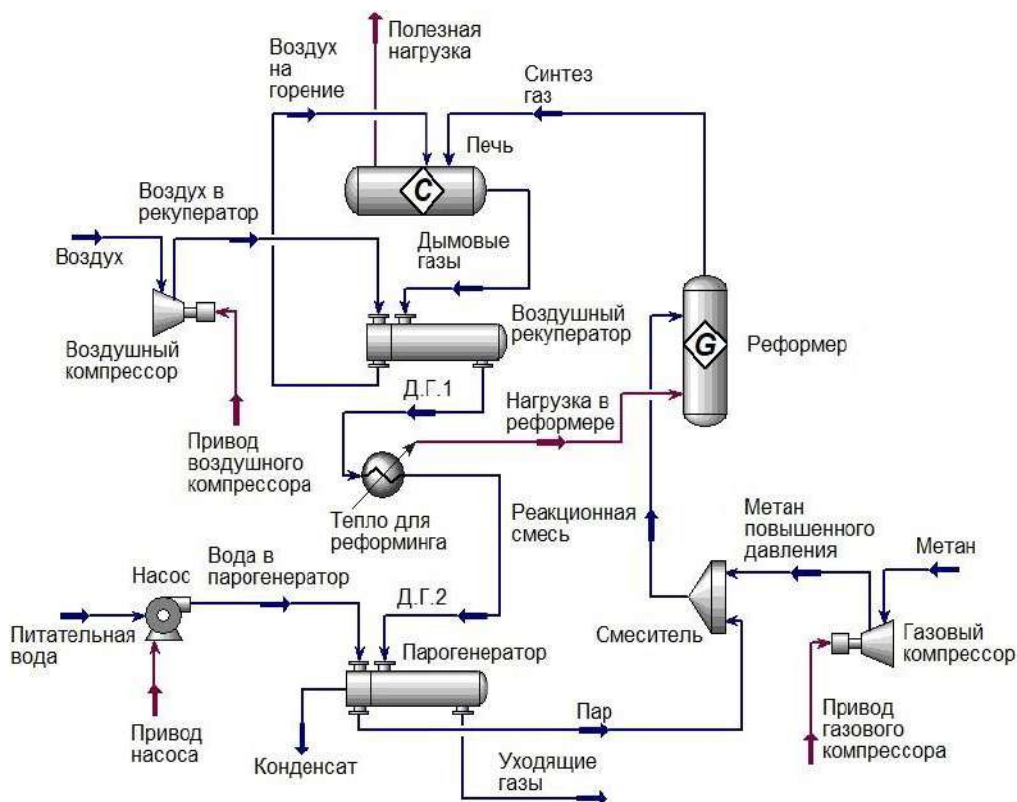 Полезная
нагрузка
Воздух
на
горение
Синтез
газ
Печь
C
Воздух в
рекуператор
Воздух
Дымовые
газы
Воздушный
рекуператор
Воздушный
компрессор
G
Реформер
Д.Г.1
Нагрузка в
реформере
Привод
воздушного
компрессора
Тепло для
реформинга
Реакционная
смесь
Метан
повышенного
давления
Метан
Насос
Вода в
парогенератор
Д.Г.2
Питательная
вода
Смеситель
Газовый
компрессор
Парогенератор
Пар
Привод
насоса
Конденсат
Уходящие
газы
Привод
газового
компрессора